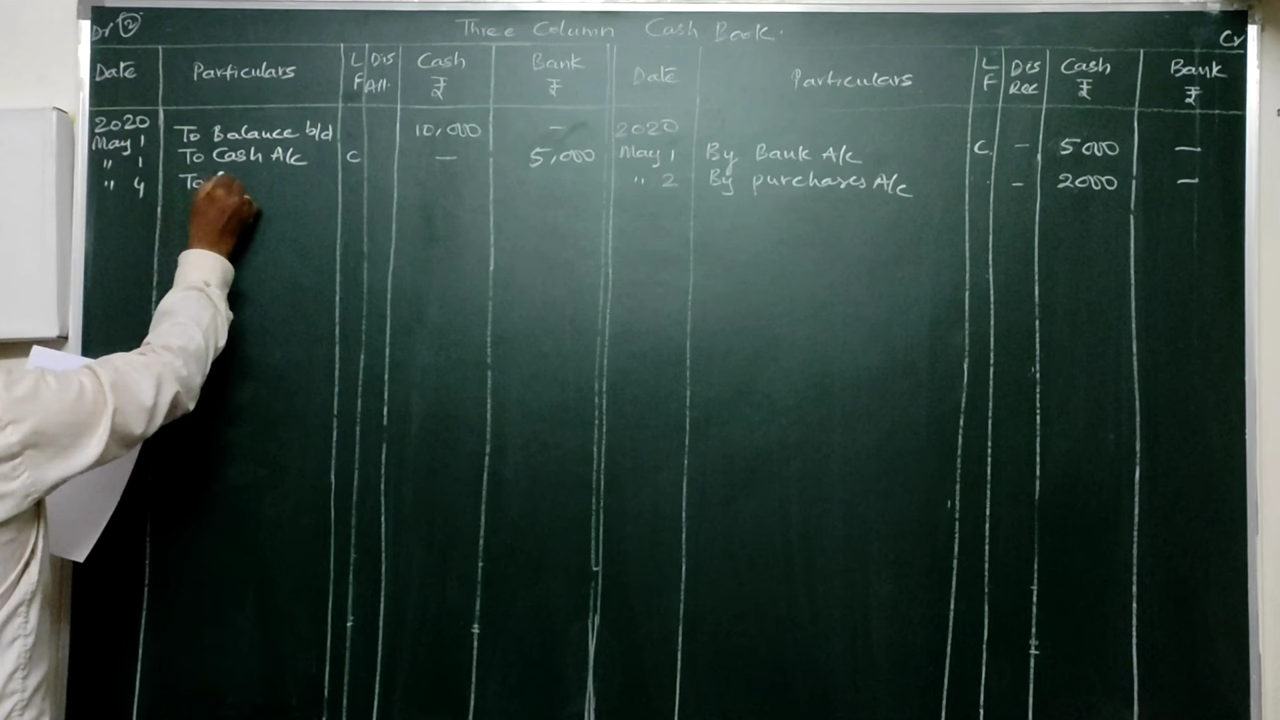 Dr 2 Three Column Cash Book. Cr
Date Particulars L F Dis All. Cash ₹ Bank ₹ Date Particulars L F Dis Rec Cash ₹ Bank ₹
2020 To Balance b/d 10,000 – 2020
May 1 To Cash A/c C – 5,000 May 1 By Bank A/c C. – 5000 –
" 1 " 2 By purchases A/c – 2000 –
" 4 To